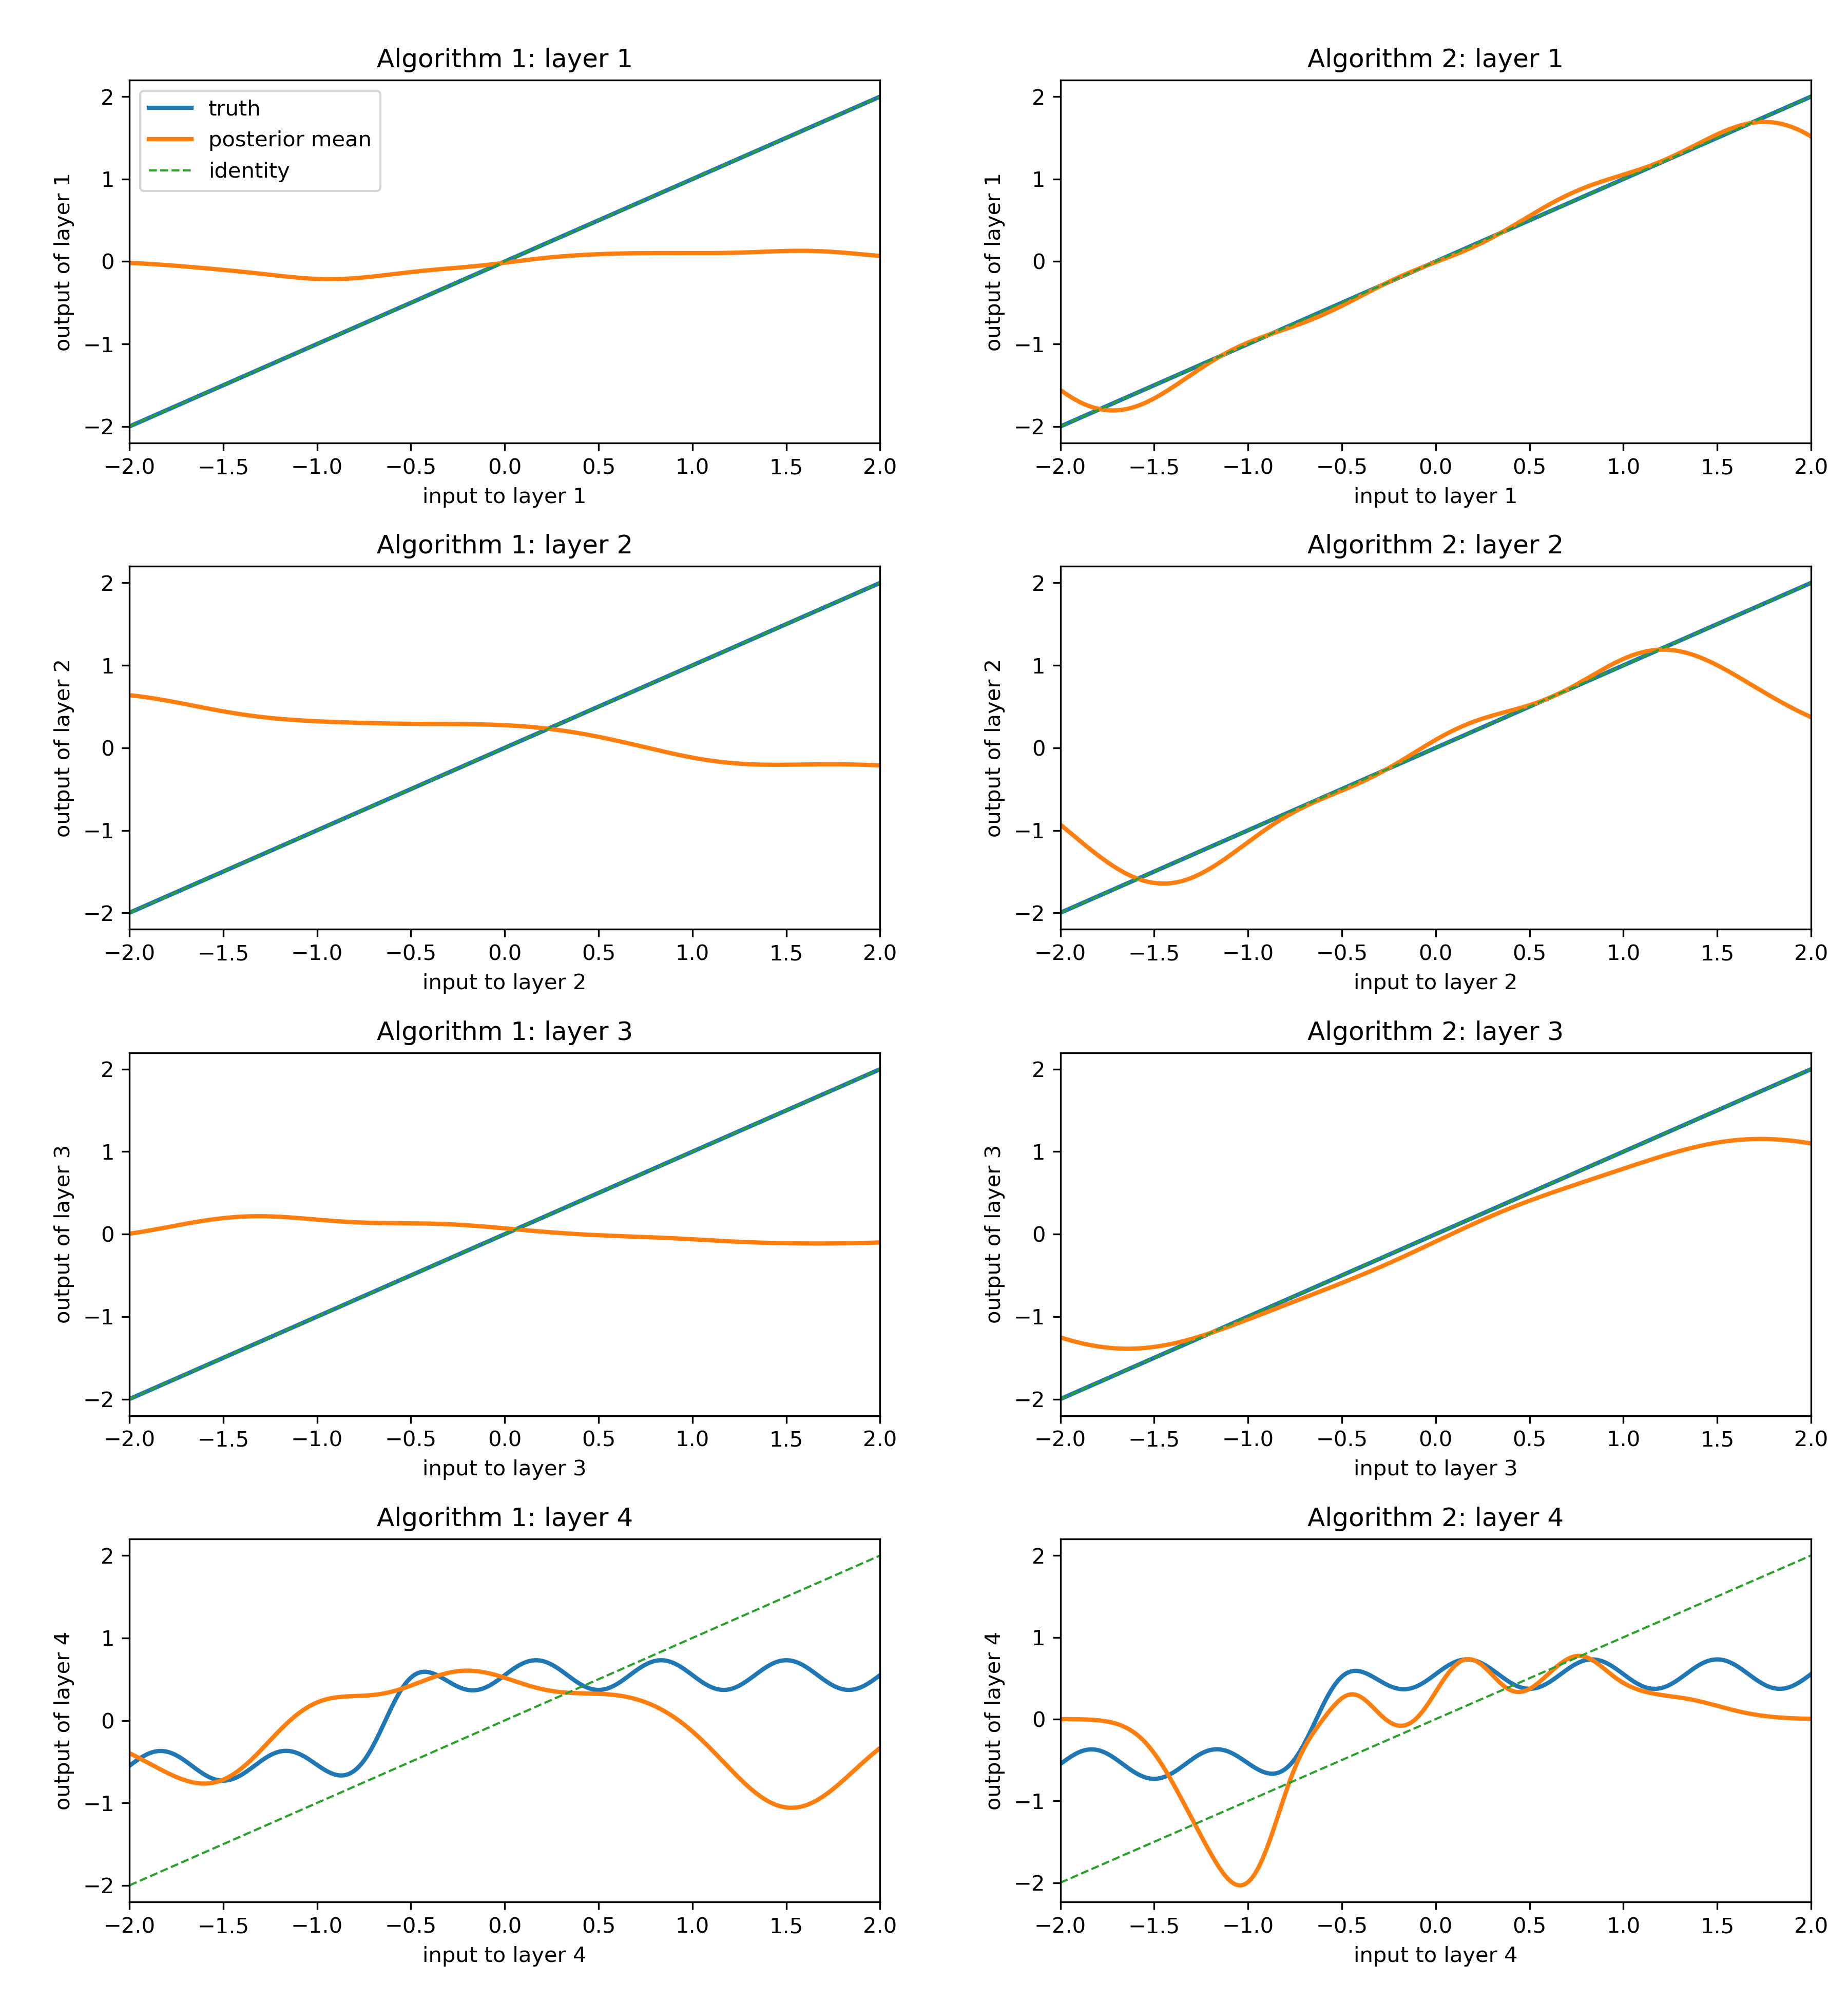 Algorithm 1: layer 1
truth
posterior mean
identity
2
1
0
−1
−2
output of layer 1
−2.0 −1.5 −1.0 −0.5 0.0 0.5 1.0 1.5 2.0
input to layer 1
Algorithm 2: layer 1
2
1
0
−1
−2
output of layer 1
−2.0 −1.5 −1.0 −0.5 0.0 0.5 1.0 1.5 2.0
input to layer 1
Algorithm 1: layer 2
2
1
0
−1
−2
output of layer 2
−2.0 −1.5 −1.0 −0.5 0.0 0.5 1.0 1.5 2.0
input to layer 2
Algorithm 2: layer 2
2
1
0
−1
−2
output of layer 2
−2.0 −1.5 −1.0 −0.5 0.0 0.5 1.0 1.5 2.0
input to layer 2
Algorithm 1: layer 3
2
1
0
−1
−2
output of layer 3
−2.0 −1.5 −1.0 −0.5 0.0 0.5 1.0 1.5 2.0
input to layer 3
Algorithm 2: layer 3
2
1
0
−1
−2
output of layer 3
−2.0 −1.5 −1.0 −0.5 0.0 0.5 1.0 1.5 2.0
input to layer 3
Algorithm 1: layer 4
2
1
0
−1
−2
output of layer 4
−2.0 −1.5 −1.0 −0.5 0.0 0.5 1.0 1.5 2.0
input to layer 4
Algorithm 2: layer 4
2
1
0
−1
−2
output of layer 4
−2.0 −1.5 −1.0 −0.5 0.0 0.5 1.0 1.5 2.0
input to layer 4